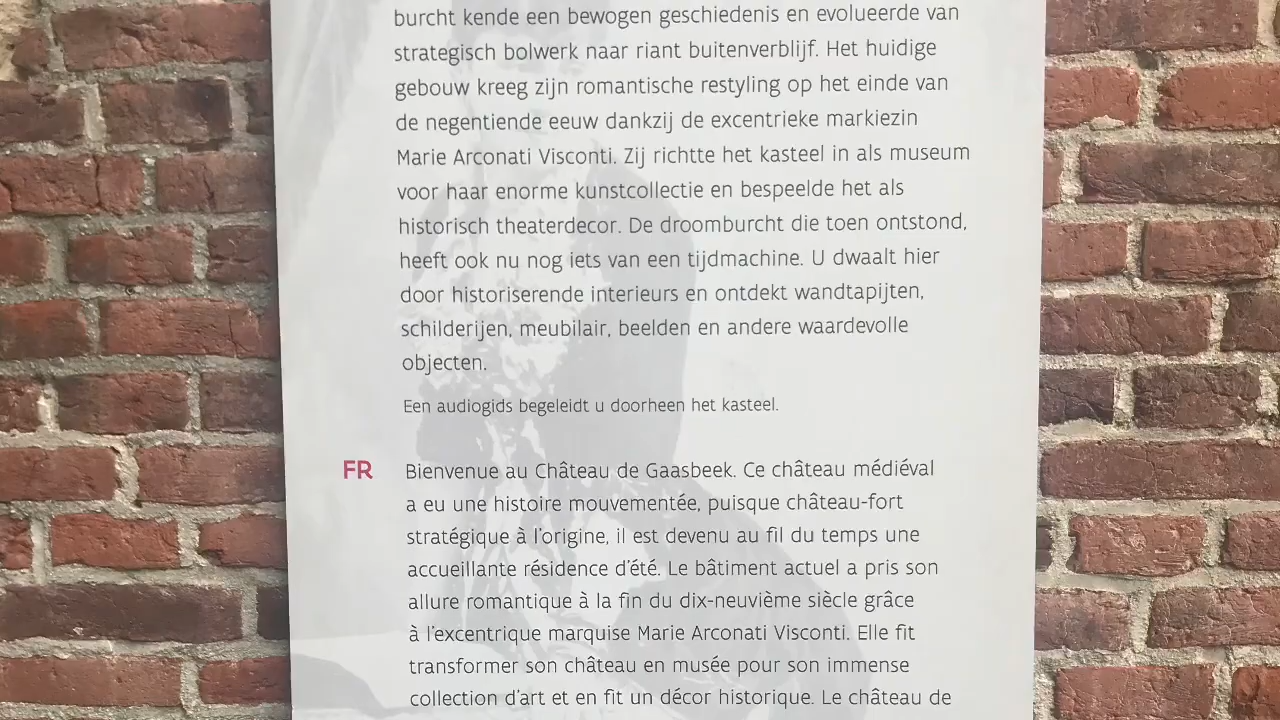 burcht kende een bewogen geschiedenis en evolueerde van
strategisch bolwerk naar riant buitenverblijf. Het huidige
gebouw kreeg zijn romantische restyling op het einde van
de negentiende eeuw dankzij de excentrieke markiezin
Marie Arconati Visconti. Zij richtte het kasteel in als museum
voor haar enorme kunstcollectie en bespeelde het als
historisch theaterdecor. De droomburcht die toen ontstond,
heeft ook nu nog iets van een tijdmachine. U dwaalt hier
door historiserende interieurs en ontdekt wandtapijten,
schilderijen, meubilair, beelden en andere waardevolle
objecten.
Een audiogids begeleidt u doorheen het kasteel.
FR Bienvenue au Château de Gaasbeek. Ce château médiéval
a eu une histoire mouvementée, puisque château-fort
stratégique à l'origine, il est devenu au fil du temps une
accueillante résidence d'été. Le bâtiment actuel a pris son
allure romantique à la fin du dix-neuvième siècle grâce
à l'excentrique marquise Marie Arconati Visconti. Elle fit
transformer son château en musée pour son immense
collection d'art et en fit un décor historique. Le château de